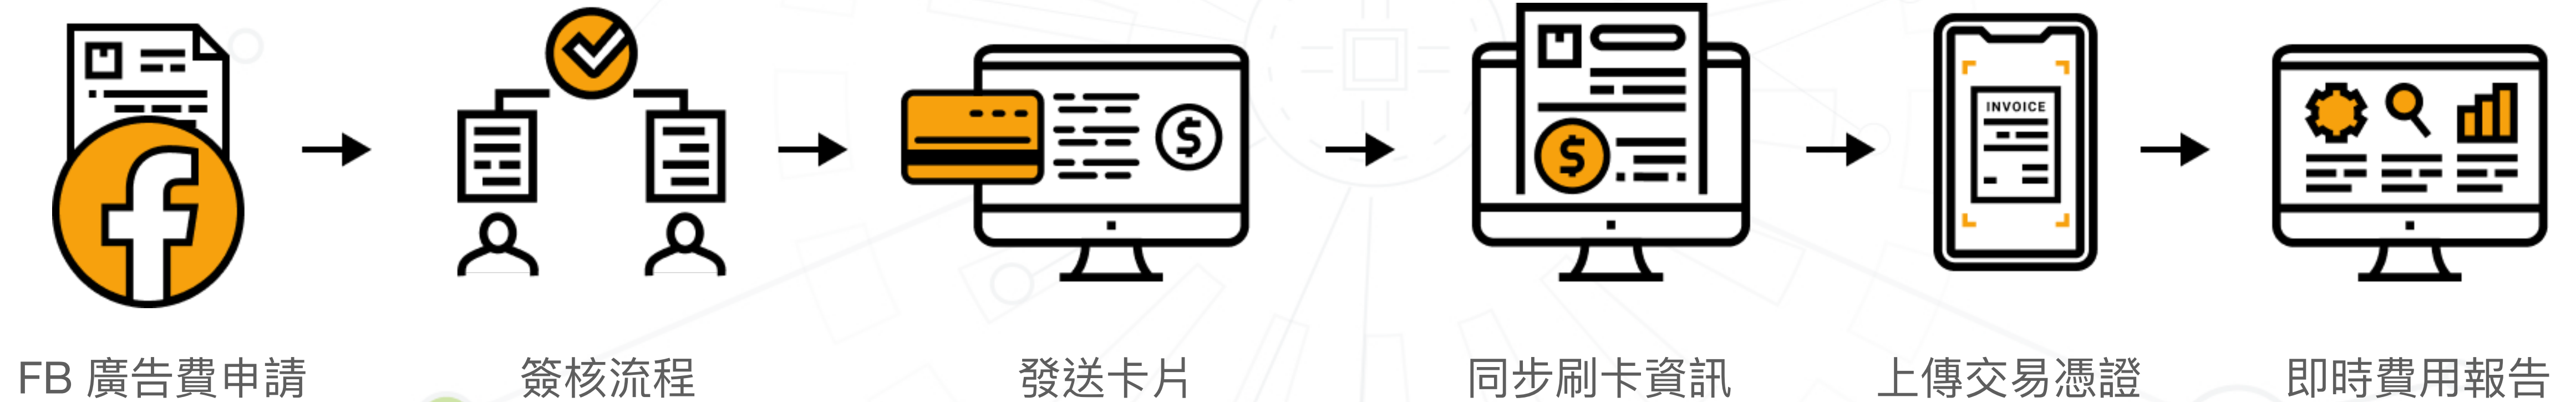 INVOICE
FB 廣告費申請
簽核流程
發送卡片
同步刷卡資訊
上傳交易憑證
即時費用報告